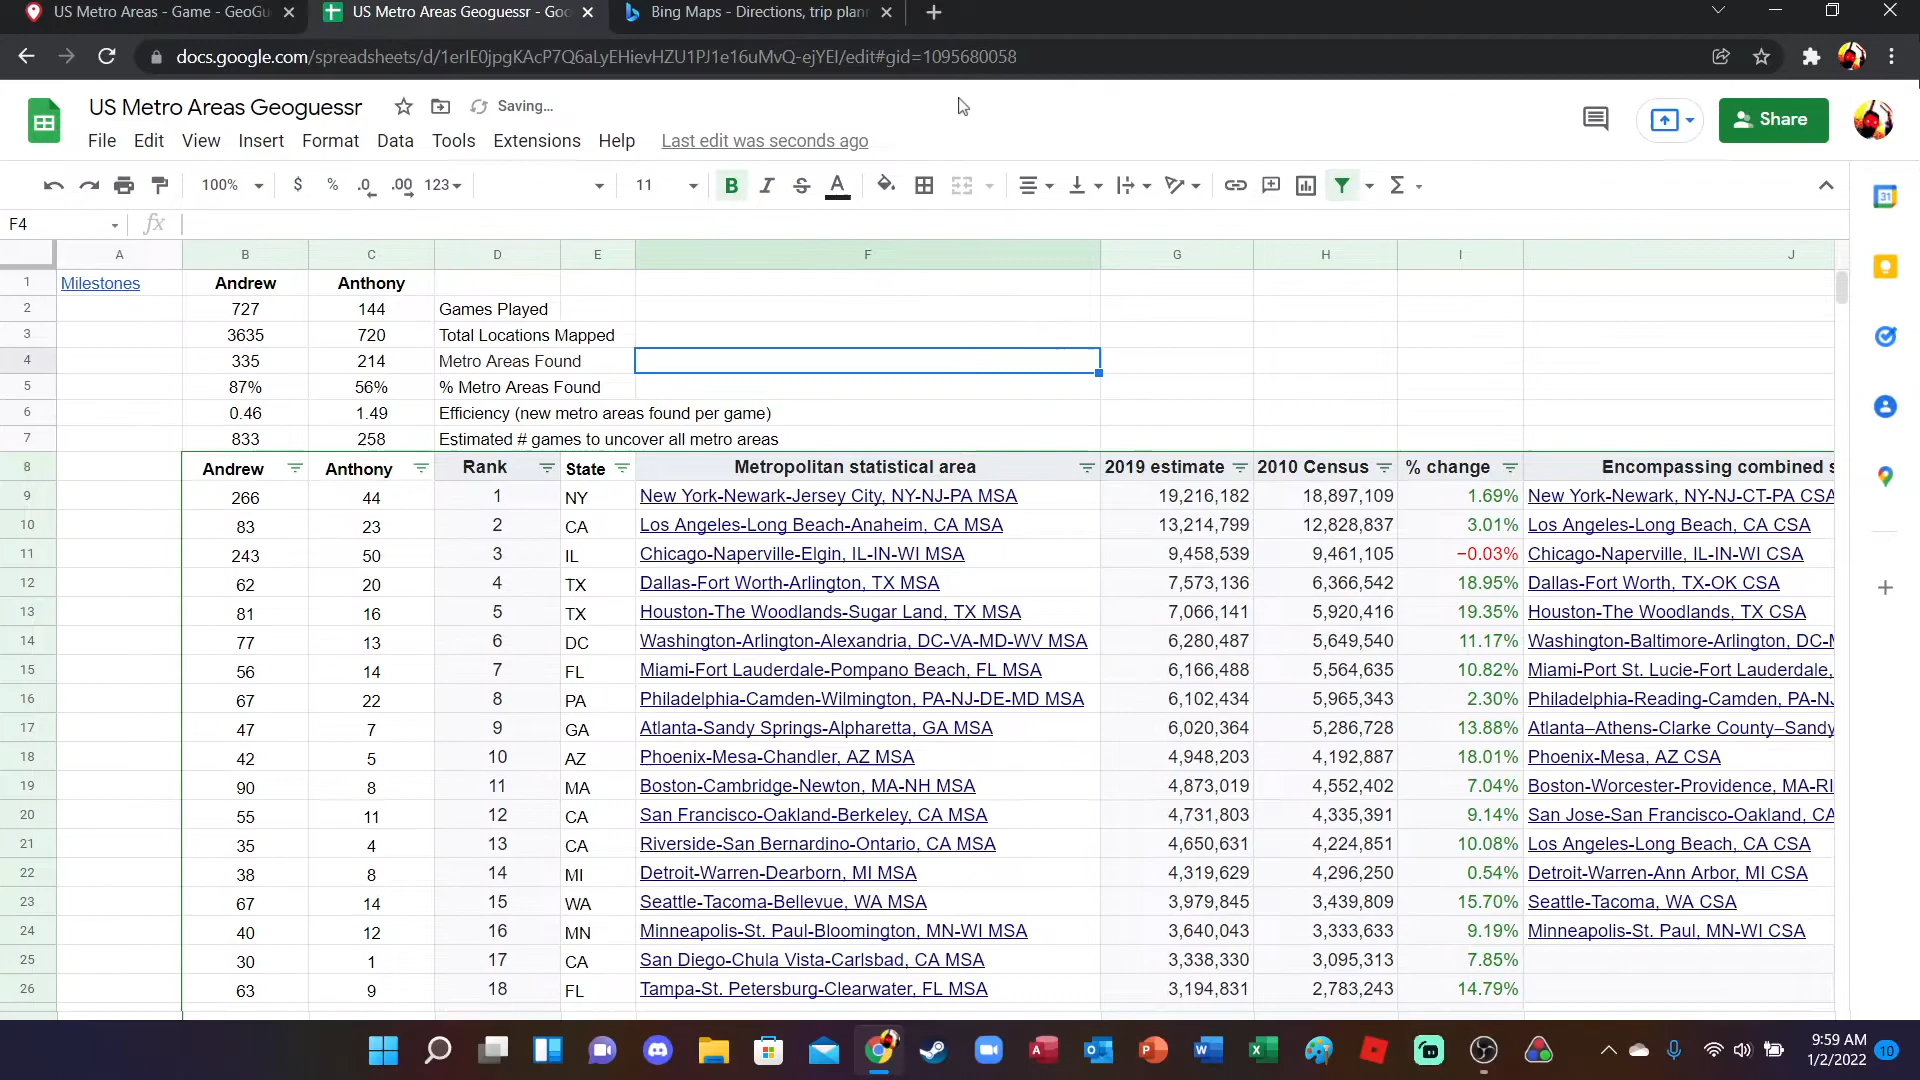 US Metro Areas - Game - GeoGu
US Metro Areas Geoguessr - Goo
Bing Maps - Directions, trip plann
docs.google.com/spreadsheets/d/1erIE0jpgKAcP7Q6aLyEHievHZU1PJ1e16uMvQ-ejYEI/edit#gid=1095680058
US Metro Areas Geoguessr
Saving...
Share
File Edit View Insert Format Data Tools Extensions Help Last edit was seconds ago
100% $ % .0 .00 123 11 B I S A Σ
31
F4 fx
A B C D E F G H I J
1 Milestones Andrew Anthony
2 727 144 Games Played
3 3635 720 Total Locations Mapped
4 335 214 Metro Areas Found
5 87% 56% % Metro Areas Found
6 0.46 1.49 Efficiency (new metro areas found per game)
7 833 258 Estimated # games to uncover all metro areas
8 Andrew Anthony Rank State Metropolitan statistical area 2019 estimate 2010 Census % change Encompassing combined s
9 266 44 1 NY New York-Newark-Jersey City, NY-NJ-PA MSA 19,216,182 18,897,109 1.69% New York-Newark, NY-NJ-CT-PA CSA
10 83 23 2 CA Los Angeles-Long Beach-Anaheim, CA MSA 13,214,799 12,828,837 3.01% Los Angeles-Long Beach, CA CSA
11 243 50 3 IL Chicago-Naperville-Elgin, IL-IN-WI MSA 9,458,539 9,461,105 −0.03% Chicago-Naperville, IL-IN-WI CSA
12 62 20 4 TX Dallas-Fort Worth-Arlington, TX MSA 7,573,136 6,366,542 18.95% Dallas-Fort Worth, TX-OK CSA
13 81 16 5 TX Houston-The Woodlands-Sugar Land, TX MSA 7,066,141 5,920,416 19.35% Houston-The Woodlands, TX CSA
14 77 13 6 DC Washington-Arlington-Alexandria, DC-VA-MD-WV MSA 6,280,487 5,649,540 11.17% Washington-Baltimore-Arlington, DC-M
15 56 14 7 FL Miami-Fort Lauderdale-Pompano Beach, FL MSA 6,166,488 5,564,635 10.82% Miami-Port St. Lucie-Fort Lauderdale,
16 67 22 8 PA Philadelphia-Camden-Wilmington, PA-NJ-DE-MD MSA 6,102,434 5,965,343 2.30% Philadelphia-Reading-Camden, PA-NJ
17 47 7 9 GA Atlanta-Sandy Springs-Alpharetta, GA MSA 6,020,364 5,286,728 13.88% Atlanta–Athens-Clarke County–Sandy
18 42 5 10 AZ Phoenix-Mesa-Chandler, AZ MSA 4,948,203 4,192,887 18.01% Phoenix-Mesa, AZ CSA
19 90 8 11 MA Boston-Cambridge-Newton, MA-NH MSA 4,873,019 4,552,402 7.04% Boston-Worcester-Providence, MA-RI
20 55 11 12 CA San Francisco-Oakland-Berkeley, CA MSA 4,731,803 4,335,391 9.14% San Jose-San Francisco-Oakland, CA
21 35 4 13 CA Riverside-San Bernardino-Ontario, CA MSA 4,650,631 4,224,851 10.08% Los Angeles-Long Beach, CA CSA
22 38 8 14 MI Detroit-Warren-Dearborn, MI MSA 4,319,629 4,296,250 0.54% Detroit-Warren-Ann Arbor, MI CSA
23 67 14 15 WA Seattle-Tacoma-Bellevue, WA MSA 3,979,845 3,439,809 15.70% Seattle-Tacoma, WA CSA
24 40 12 16 MN Minneapolis-St. Paul-Bloomington, MN-WI MSA 3,640,043 3,333,633 9.19% Minneapolis-St. Paul, MN-WI CSA
25 30 1 17 CA San Diego-Chula Vista-Carlsbad, CA MSA 3,338,330 3,095,313 7.85%
26 63 9 18 FL Tampa-St. Petersburg-Clearwater, FL MSA 3,194,831 2,783,243 14.79%
9:59 AM
1/2/2022
10